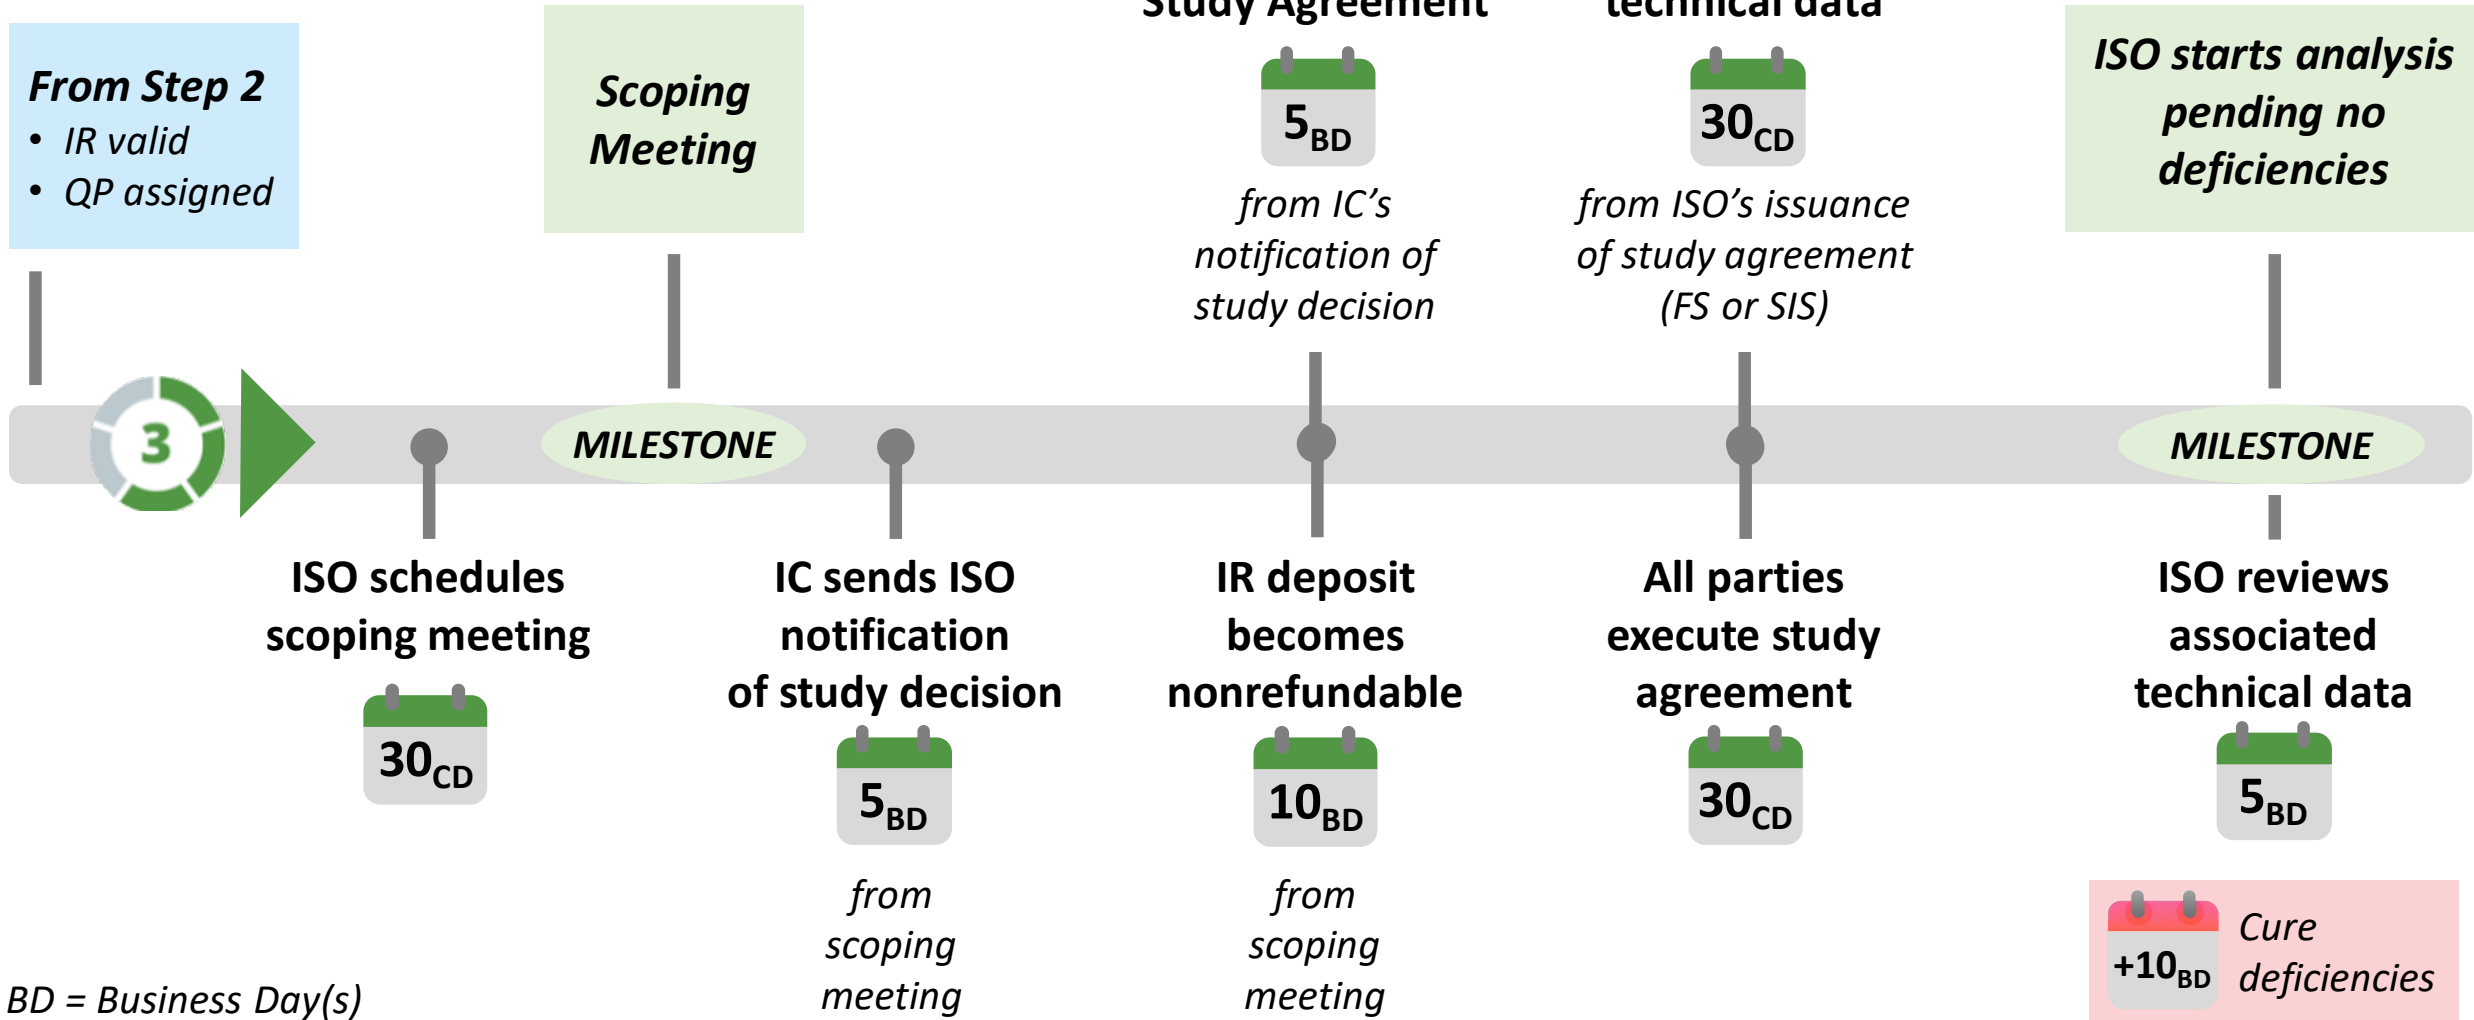 From Step 2
• IR valid
• QP assigned
Scoping
Meeting
Study Agreement
5BD
from IC's
notification of
study decision
technical data
30CD
from ISO's issuance
of study agreement
(FS or SIS)
ISO starts analysis
pending no
deficiencies
3
MILESTONE
MILESTONE
ISO schedules
scoping meeting
30CD
IC sends ISO
notification
of study decision
5BD
from
scoping
meeting
IR deposit
becomes
nonrefundable
10BD
from
scoping
meeting
All parties
execute study
agreement
30CD
ISO reviews
associated
technical data
5BD
+10BD
Cure
deficiencies
BD = Business Day(s)